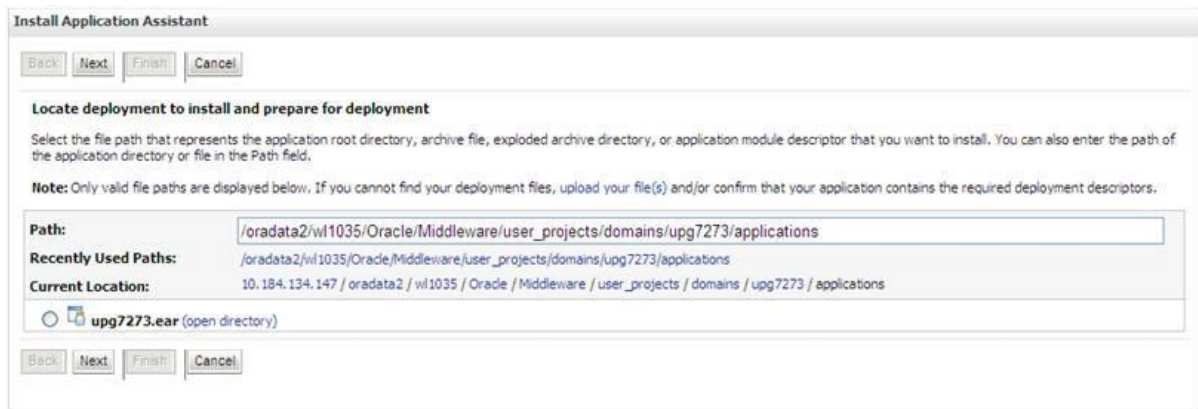 Install Application Assistant
Back Next Finish Cancel
Locate deployment to install and prepare for deployment
Select the file path that represents the application root directory, archive file, exploded archive directory, or application module descriptor that you want to install. You can also enter the path of
the application directory or file in the Path field.
Note: Only valid file paths are displayed below. If you cannot find your deployment files, upload your file(s) and/or confirm that your application contains the required deployment descriptors.
Path: /oradata2/wl1035/Oracle/Middleware/user_projects/domains/upg7273/applications
Recently Used Paths: /oradata2/wl1035/Oracle/Middleware/user_projects/domains/upg7273/applications
Current Location: 10.184.134.147 / oradata2 / wl1035 / Oracle / Middleware / user_projects / domains / upg7273 / applications
upg7273.ear (open directory)
Back Next Finish Cancel